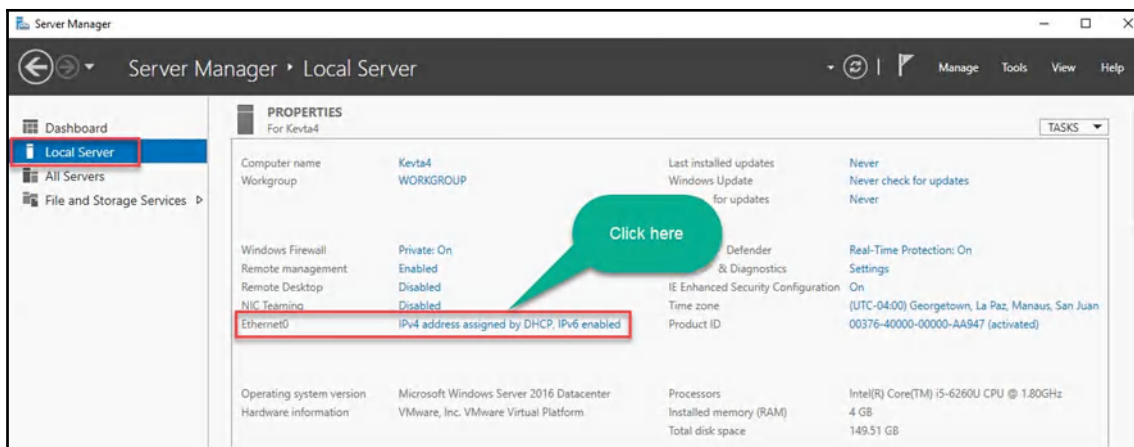 Server Manager
Server Manager • Local Server
Manage Tools View Help
Dashboard
Local Server
All Servers
File and Storage Services
PROPERTIES
For Kevta4
TASKS
Computer name Kevta4
Workgroup WORKGROUP
Last installed updates Never
Windows Update Never check for updates
for updates Never
Click here
Windows Firewall Private: On
Remote management Enabled
Remote Desktop Disabled
NIC Teaming Disabled
Ethernet0 IPv4 address assigned by DHCP, IPv6 enabled
Defender Real-Time Protection: On
& Diagnostics Settings
IE Enhanced Security Configuration On
Time zone (UTC-04:00) Georgetown, La Paz, Manaus, San Juan
Product ID 00376-40000-00000-AA947 (activated)
Operating system version Microsoft Windows Server 2016 Datacenter
Hardware information VMware, Inc. VMware Virtual Platform
Processors Intel(R) Core(TM) i5-6260U CPU @ 1.80GHz
Installed memory (RAM) 4 GB
Total disk space 149.51 GB